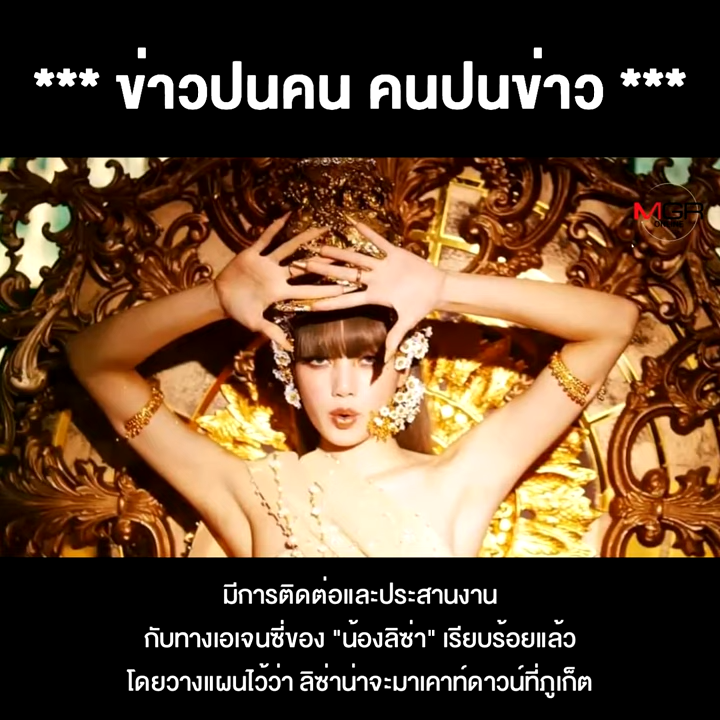 *** ข่าวปนคน คนปนข่าว ***
MGR
มีการติดต่อและประสานงาน
กับทางเอเจนซี่ของ "น้องลิซ่า" เรียบร้อยแล้ว
โดยวางแผนไว้ว่า ลิซ่าน่าจะมาเคาท์ดาวน์ที่ภูเก็ต